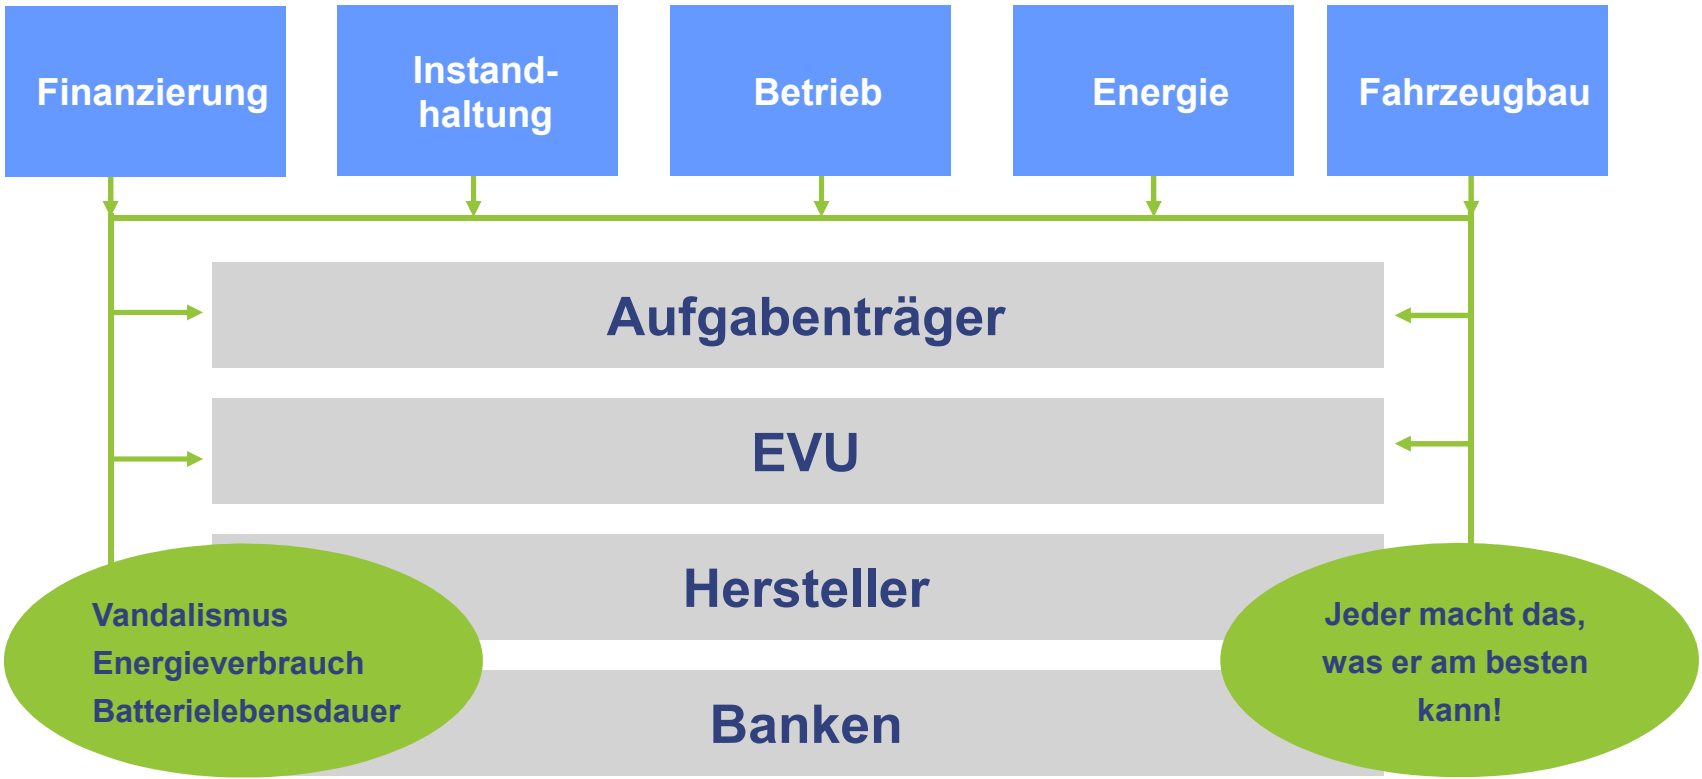 Finanzierung
Instand-
haltung
Betrieb
Energie
Fahrzeugbau
Aufgabenträger
EVU
Hersteller
Banken
Vandalismus
Energieverbrauch
Batterielebensdauer
Jeder macht das,
was er am besten
kann!